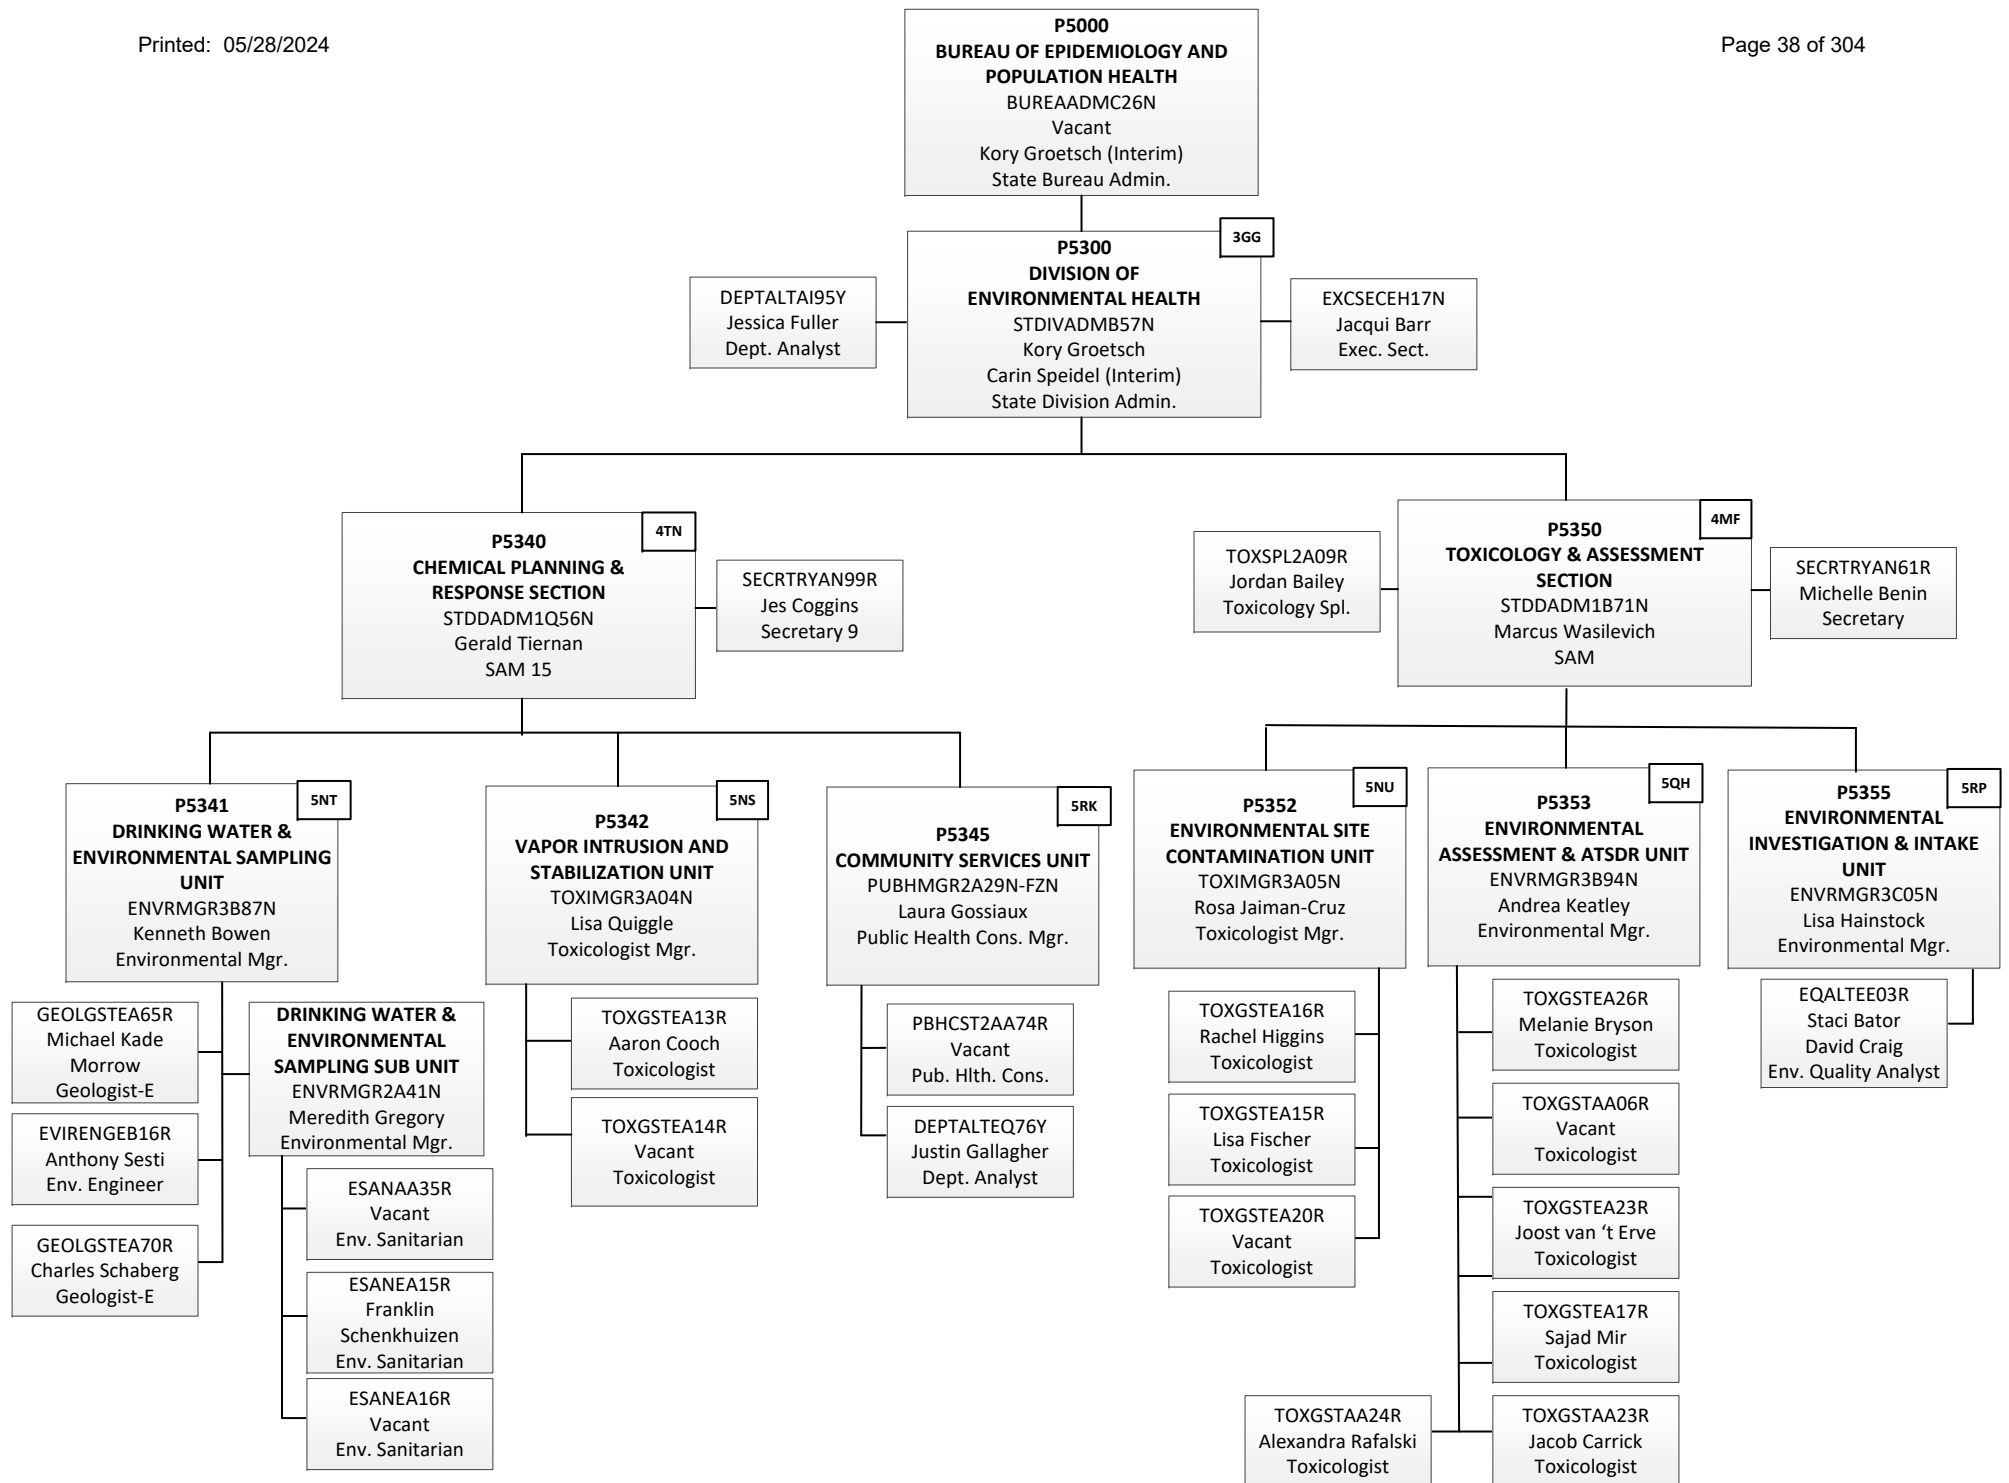 Printed: 05/28/2024
Page 38 of 304
P5000
BUREAU OF EPIDEMIOLOGY AND
POPULATION HEALTH
BUREAADMC26N
Vacant
Kory Groetsch (Interim)
State Bureau Admin.
3GG
P5300
DIVISION OF
ENVIRONMENTAL HEALTH
STDIVADMB57N
Kory Groetsch
Carin Speidel (Interim)
State Division Admin.
DEPTALTAI95Y
Jessica Fuller
Dept. Analyst
EXCSECEH17N
Jacqui Barr
Exec. Sect.
4TN
P5340
CHEMICAL PLANNING &
RESPONSE SECTION
STDDADM1Q56N
Gerald Tiernan
SAM 15
SECRTRYAN99R
Jes Coggins
Secretary 9
TOXSPL2A09R
Jordan Bailey
Toxicology Spl.
4MF
P5350
TOXICOLOGY & ASSESSMENT
SECTION
STDDADM1B71N
Marcus Wasilevich
SAM
SECRTRYAN61R
Michelle Benin
Secretary
5NT
P5341
DRINKING WATER &
ENVIRONMENTAL SAMPLING
UNIT
ENVRMGR3B87N
Kenneth Bowen
Environmental Mgr.
5NS
P5342
VAPOR INTRUSION AND
STABILIZATION UNIT
TOXIMGR3A04N
Lisa Quiggle
Toxicologist Mgr.
5RK
P5345
COMMUNITY SERVICES UNIT
PUBHMGR2A29N-FZN
Laura Gossiaux
Public Health Cons. Mgr.
5NU
P5352
ENVIRONMENTAL SITE
CONTAMINATION UNIT
TOXIMGR3A05N
Rosa Jaiman-Cruz
Toxicologist Mgr.
5QH
P5353
ENVIRONMENTAL
ASSESSMENT & ATSDR UNIT
ENVRMGR3B94N
Andrea Keatley
Environmental Mgr.
5RP
P5355
ENVIRONMENTAL
INVESTIGATION & INTAKE
UNIT
ENVRMGR3C05N
Lisa Hainstock
Environmental Mgr.
GEOLGSTEA65R
Michael Kade
Morrow
Geologist-E
EVIRENGEB16R
Anthony Sesti
Env. Engineer
GEOLGSTEA70R
Charles Schaberg
Geologist-E
DRINKING WATER &
ENVIRONMENTAL
SAMPLING SUB UNIT
ENVRMGR2A41N
Meredith Gregory
Environmental Mgr.
ESANAA35R
Vacant
Env. Sanitarian
ESANEA15R
Franklin
Schenkhuizen
Env. Sanitarian
ESANEA16R
Vacant
Env. Sanitarian
TOXGSTEA13R
Aaron Cooch
Toxicologist
TOXGSTEA14R
Vacant
Toxicologist
PBHCST2AA74R
Vacant
Pub. Hlth. Cons.
DEPTALTEQ76Y
Justin Gallagher
Dept. Analyst
TOXGSTEA16R
Rachel Higgins
Toxicologist
TOXGSTEA15R
Lisa Fischer
Toxicologist
TOXGSTEA20R
Vacant
Toxicologist
TOXGSTEA26R
Melanie Bryson
Toxicologist
TOXGSTAA06R
Vacant
Toxicologist
TOXGSTEA23R
Joost van ‘t Erve
Toxicologist
TOXGSTEA17R
Sajad Mir
Toxicologist
TOXGSTAA24R
Alexandra Rafalski
Toxicologist
TOXGSTAA23R
Jacob Carrick
Toxicologist
EQALTEE03R
Staci Bator
David Craig
Env. Quality Analyst